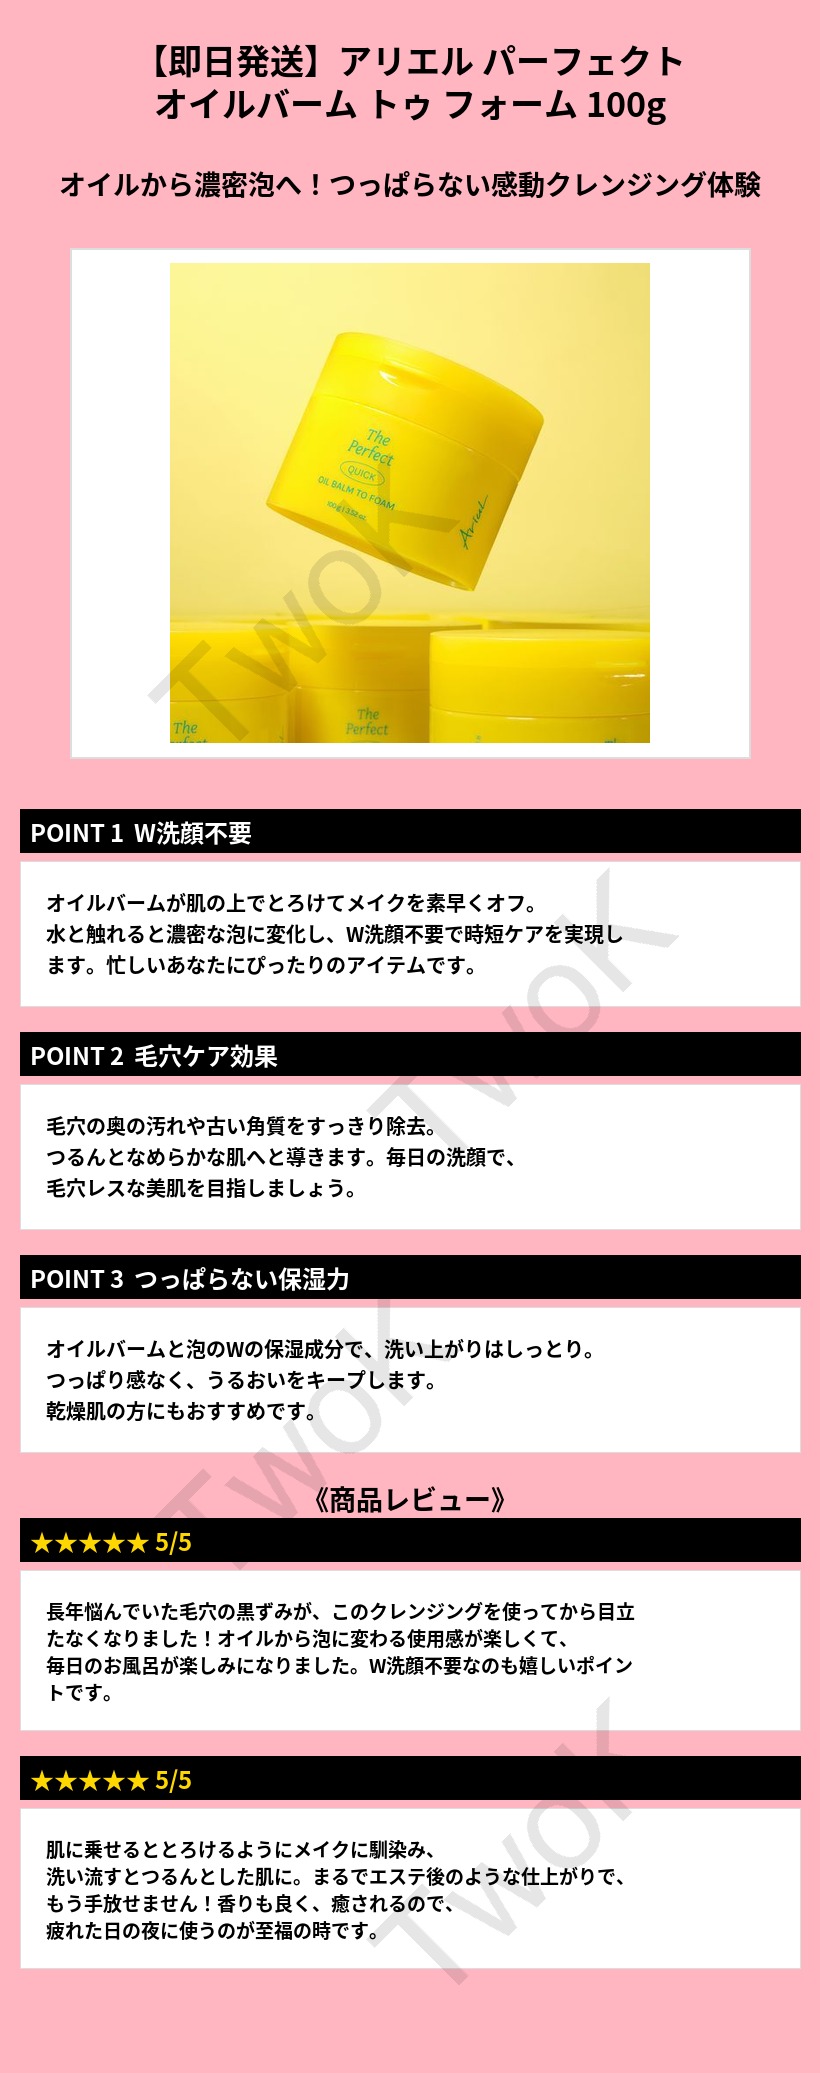 【即日発送】アリエル パーフェクト
オイルバーム トゥ フォーム 100g
オイルから濃密泡へ！つっぱらない感動クレンジング体験
The
Perfect
QUICK
OIL BALM TO FOAM
100g | 3.52 oz.
Ariul
The
The
Perfect
TwoK
POINT 1 W洗顔不要
オイルバームが肌の上でとろけてメイクを素早くオフ。
水と触れると濃密な泡に変化し、W洗顔不要で時短ケアを実現し
ます。忙しいあなたにぴったりのアイテムです。
TwoK
POINT 2 毛穴ケア効果
毛穴の奥の汚れや古い角質をすっきり除去。
つるんとなめらかな肌へと導きます。毎日の洗顔で、
毛穴レスな美肌を目指しましょう。
POINT 3 つっぱらない保湿力
オイルバームと泡のWの保湿成分で、洗い上がりはしっとり。
つっぱり感なく、うるおいをキープします。
乾燥肌の方にもおすすめです。
TwoK
《商品レビュー》
★★★★★ 5/5
長年悩んでいた毛穴の黒ずみが、このクレンジングを使ってから目立
たなくなりました！オイルから泡に変わる使用感が楽しくて、
毎日のお風呂が楽しみになりました。W洗顔不要なのも嬉しいポイン
トです。
★★★★★ 5/5
肌に乗せるととろけるようにメイクに馴染み、
洗い流すとつるんとした肌に。まるでエステ後のような仕上がりで、
もう手放せません！香りも良く、癒されるので、
疲れた日の夜に使うのが至福の時です。
TwoK